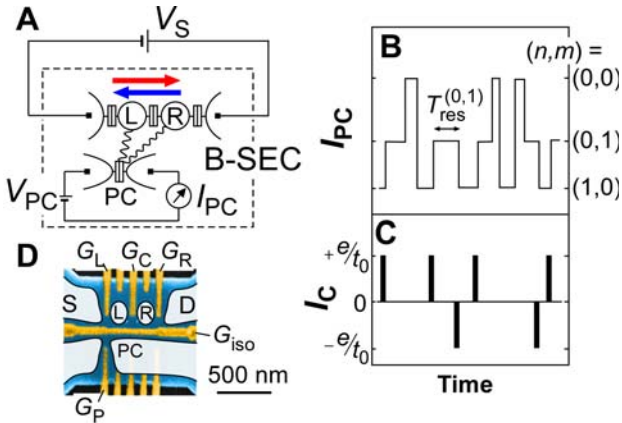 A
V_S
L
R
B-SEC
PC
V_PC
I_PC
B
(n,m) =
(0,0)
T_res^(0,1)
I_PC
(0,1)
(1,0)
C
+e/t_0
I_C
0
-e/t_0
Time
D
G_L
G_C
G_R
S
L
R
D
G_iso
PC
500 nm
G_P